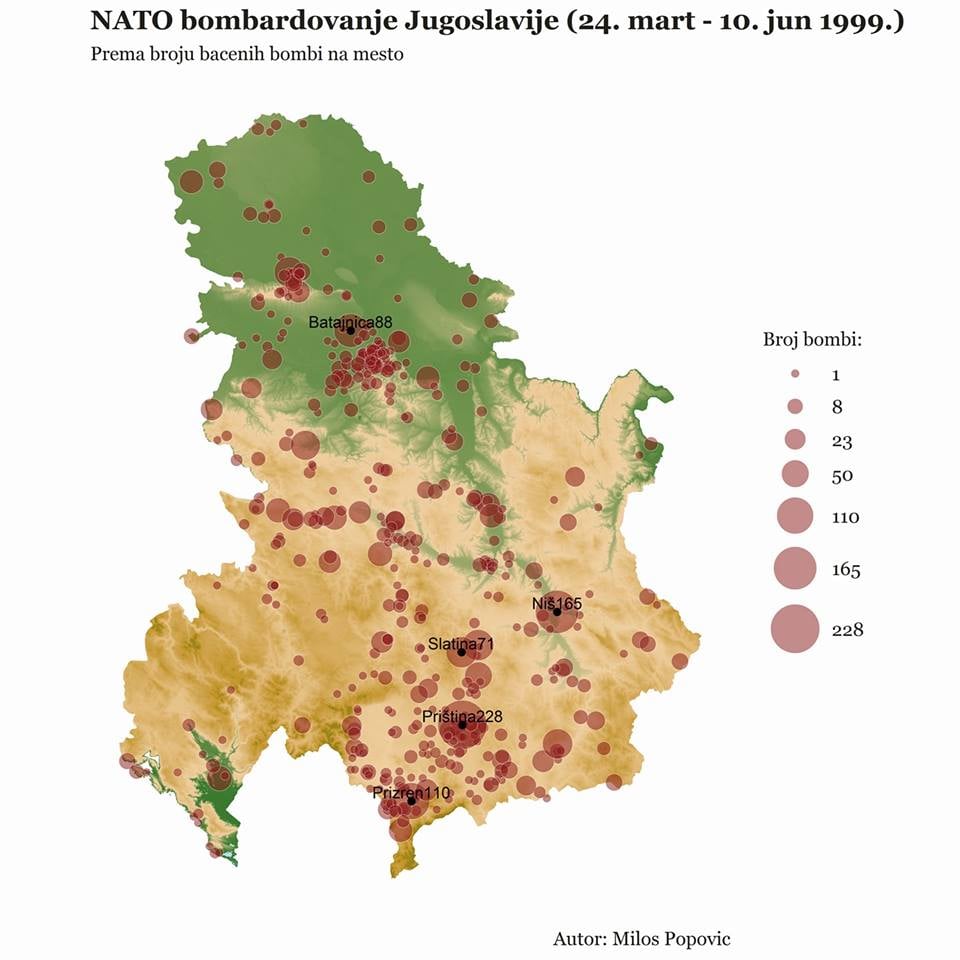 NATO bombardovanje Jugoslavije (24. mart - 10. jun 1999.)
Prema broju bacenih bombi na mesto
Batajnica88
Broj bombi:
1
8
23
50
110
165
228
Niš165
Slatina71
Priština228
Prizren110
Autor: Milos Popovic